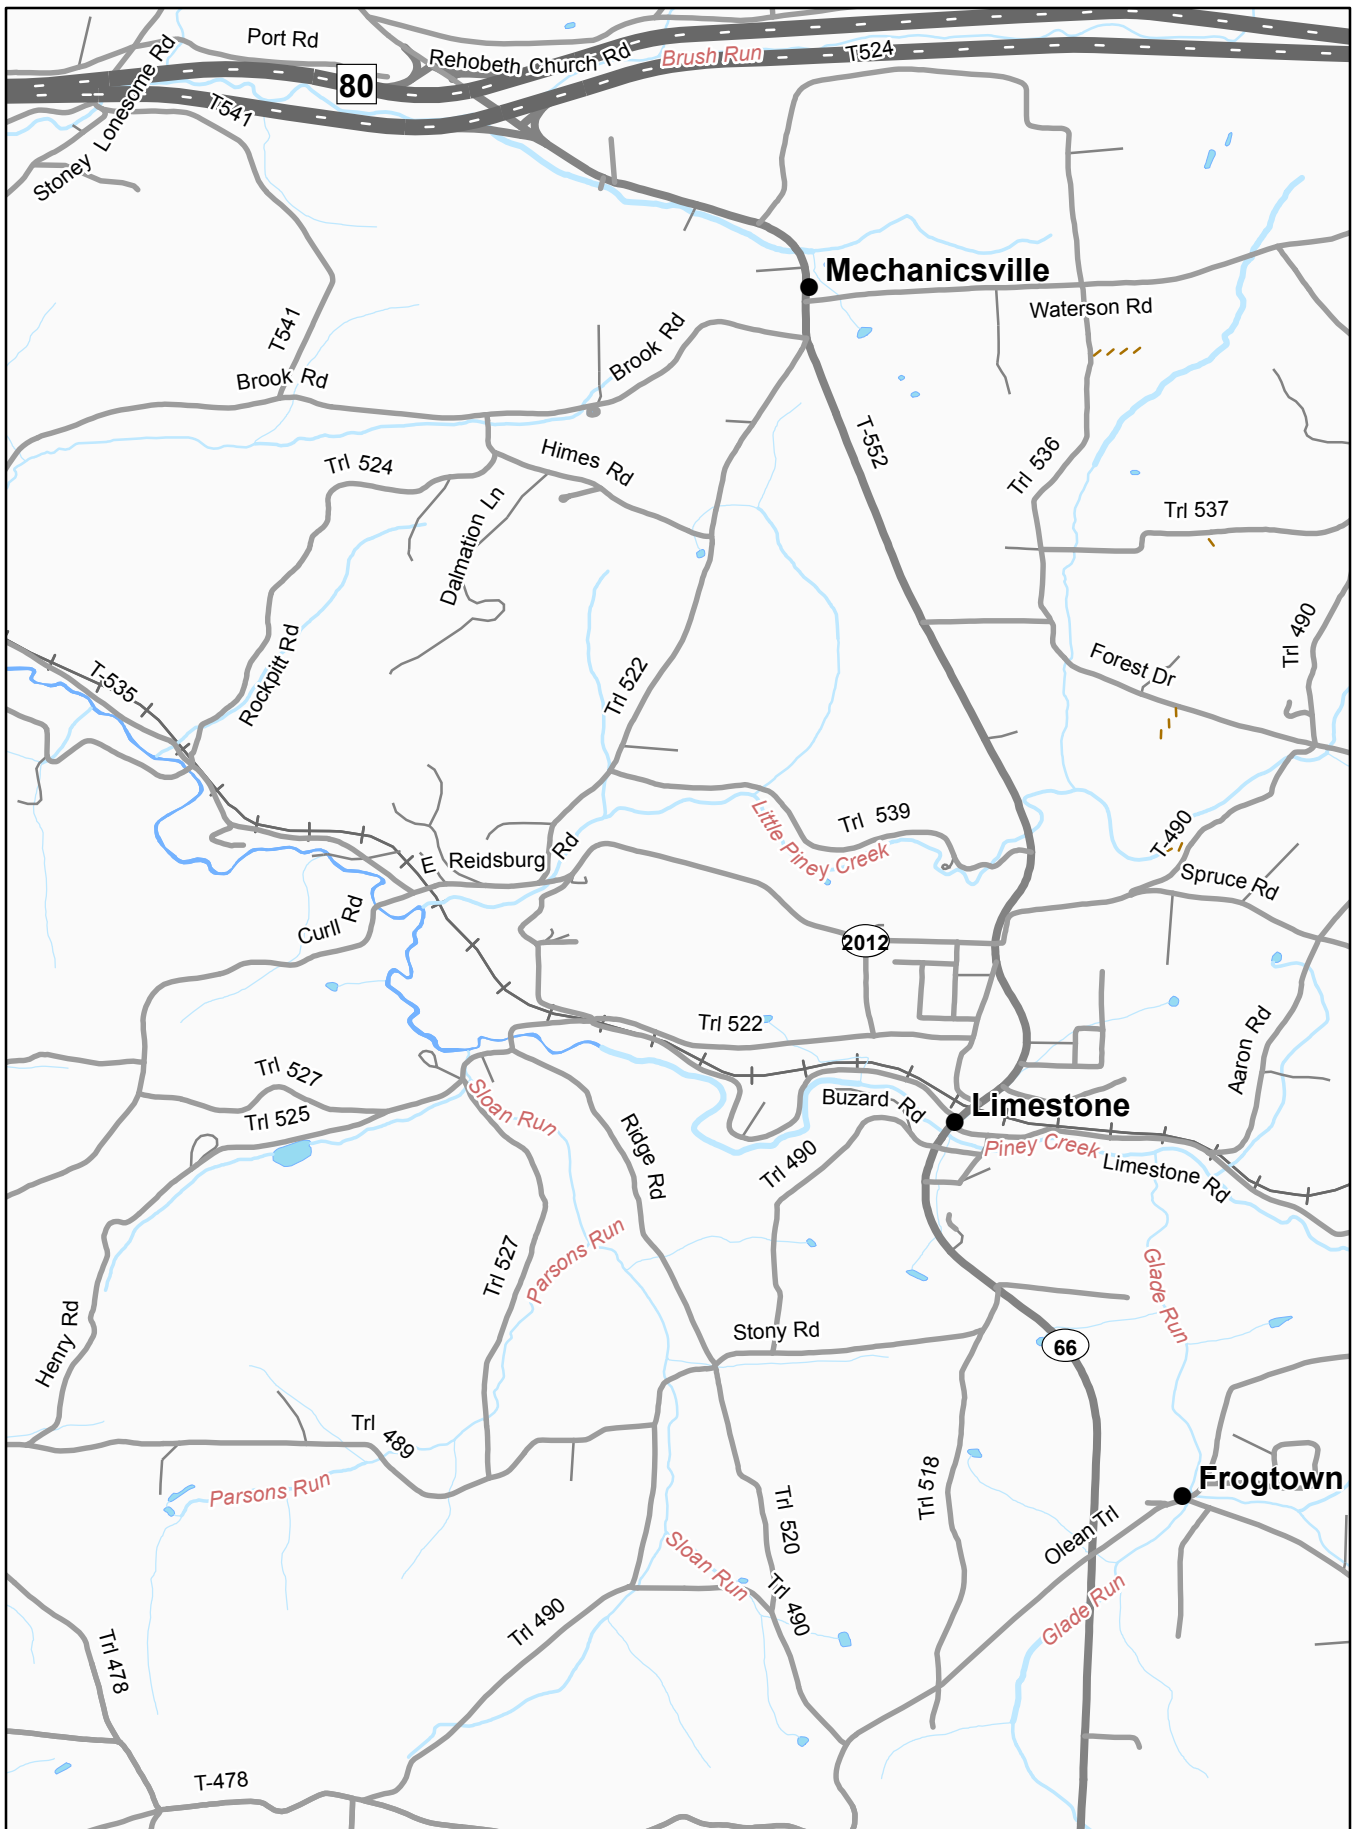 Port Rd
Rehobeth Church Rd
Brush Run
T524
80
Stoney Lonesome Rd
T541
Mechanicsville
Waterson Rd
T541
Brook Rd
Brook Rd
T-552
Himes Rd
Trl 524
Trl 536
Dalmation Ln
Trl 537
Rockpitt Rd
Trl 522
Trl 490
Forest Dr
T-535
Little Piney Creek
Trl 539
T-490
E Reidsburg Rd
Spruce Rd
Curll Rd
2012
Trl 522
Aaron Rd
Trl 527
Trl 525
Sloan Run
Ridge Rd
Buzard Rd
Limestone
Piney Creek
Limestone Rd
Trl 490
Trl 527
Parsons Run
Glade Run
Henry Rd
Stony Rd
66
Trl 489
Parsons Run
Trl 518
Frogtown
Trl 520
Olean Trl
Sloan Run
Trl 490
Glade Run
Trl 490
Trl 478
T-478